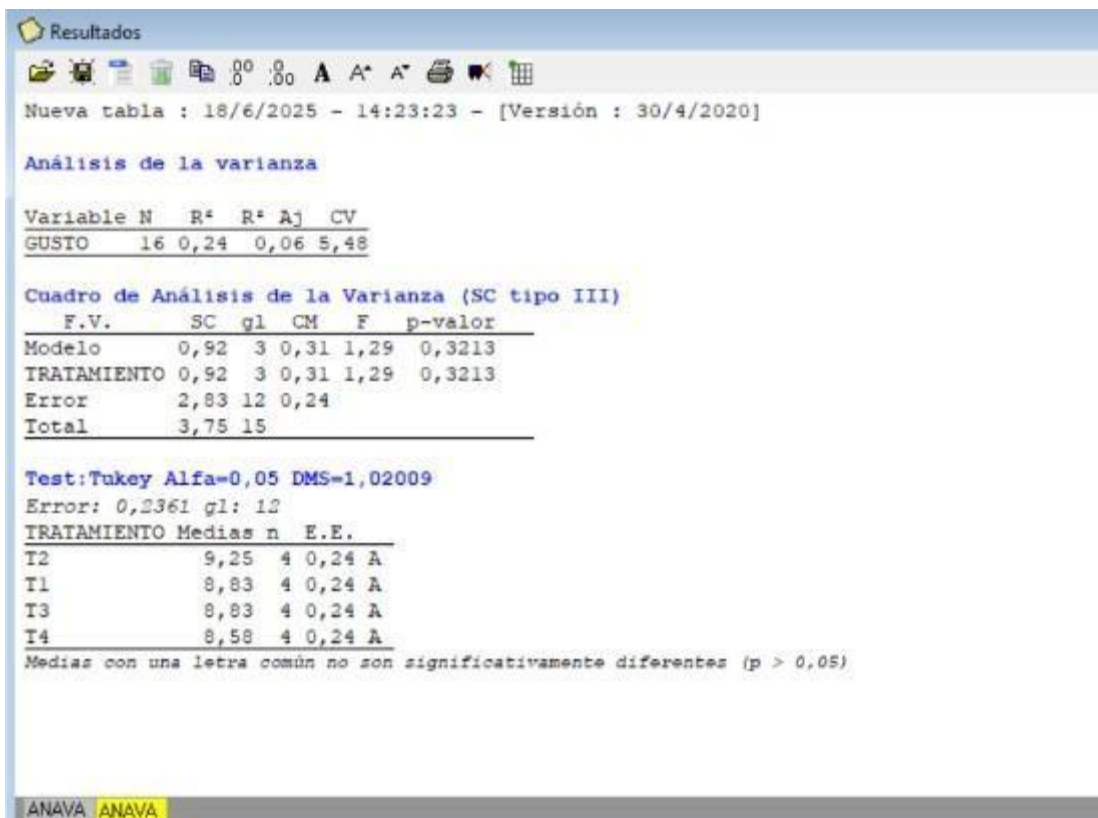 Resultados
A A A
Nueva tabla : 18/6/2025 - 14:23:23 - [Versión : 30/4/2020]
Análisis de la varianza
Variable N R² R² Aj CV
GUSTO 16 0,24 0,06 5,48
Cuadro de Análisis de la Varianza (SC tipo III)
F.V. SC gl CM F p-valor
Modelo 0,92 3 0,31 1,29 0,3213
TRATAMIENTO 0,92 3 0,31 1,29 0,3213
Error 2,83 12 0,24
Total 3,75 15
Test:Tukey Alfa=0,05 DMS=1,02009
Error: 0,2361 gl: 12
TRATAMIENTO Medias n E.E.
T2 9,25 4 0,24 A
T1 8,83 4 0,24 A
T3 8,83 4 0,24 A
T4 8,58 4 0,24 A
Medias con una letra común no son significativamente diferentes (p > 0,05)
ANAVA ANAVA